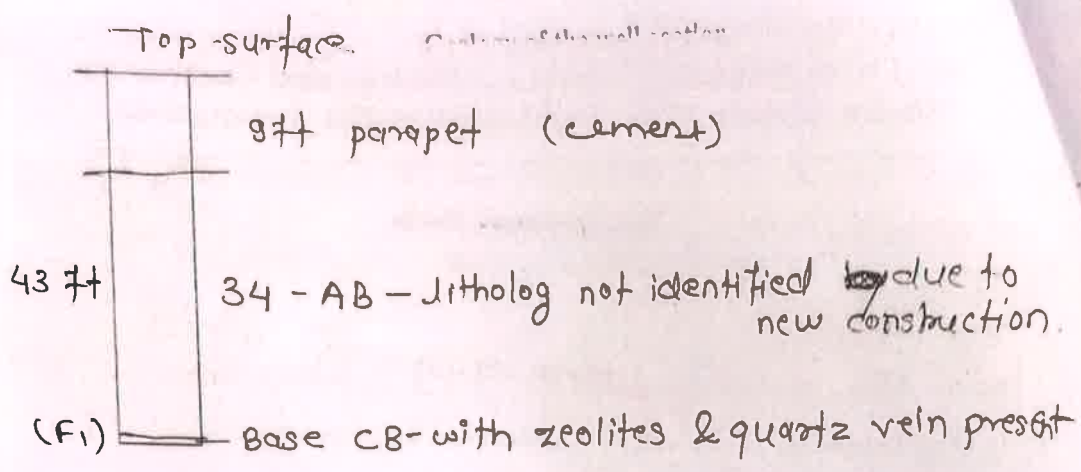 Top-surface.
9ft parapet (cement)
43 ft
34 - AB - litholog not identified due to
new construction.
(F1)
Base CB- with zeolites & quartz vein present